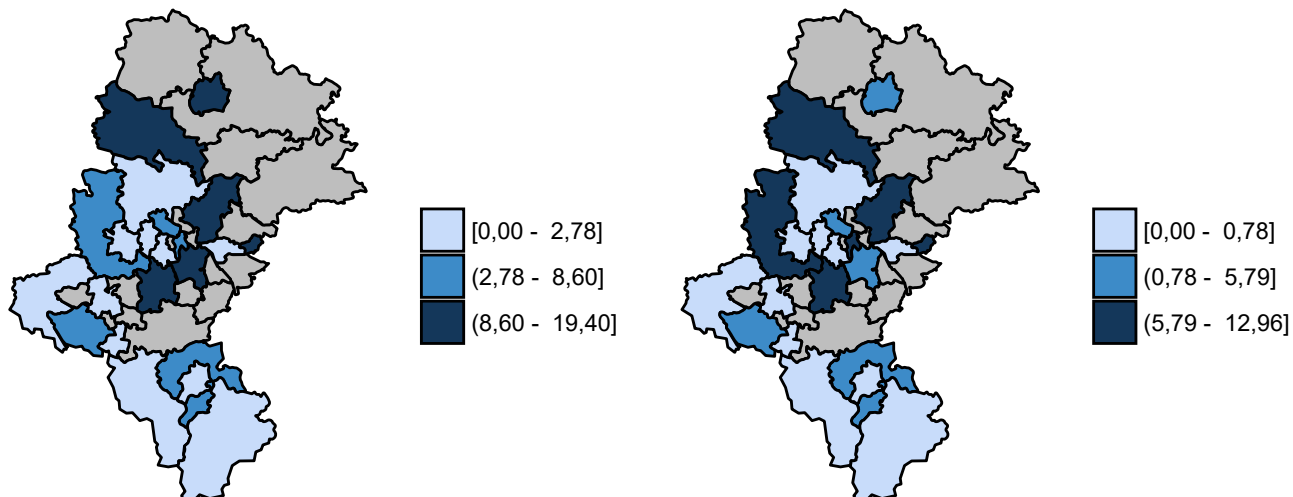 [0,00 - 2,78]
(2,78 - 8,60]
(8,60 - 19,40]
[0,00 - 0,78]
(0,78 - 5,79]
(5,79 - 12,96]